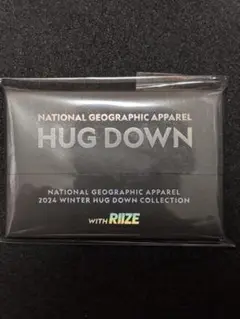 NATIONAL GEOGRAPHIC APPAREL
HUG DOWN
NATIONAL GEOGRAPHIC APPAREL
2024 WINTER HUG DOWN COLLECTION
WITH RIIZE